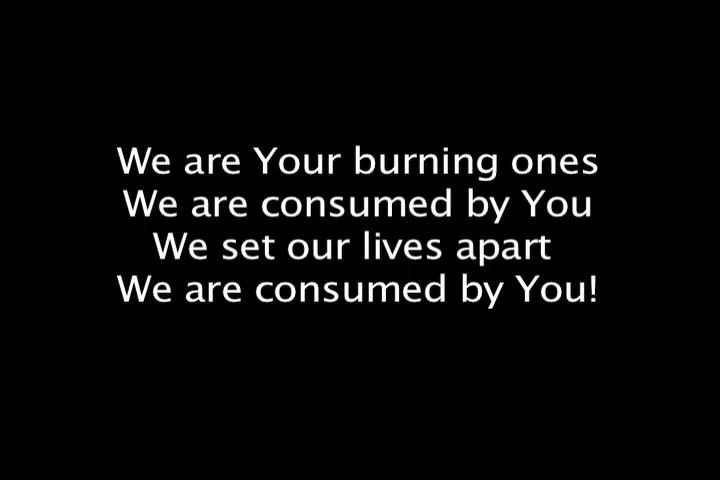 We are Your burning ones
We are consumed by You
We set our lives apart
We are consumed by You!